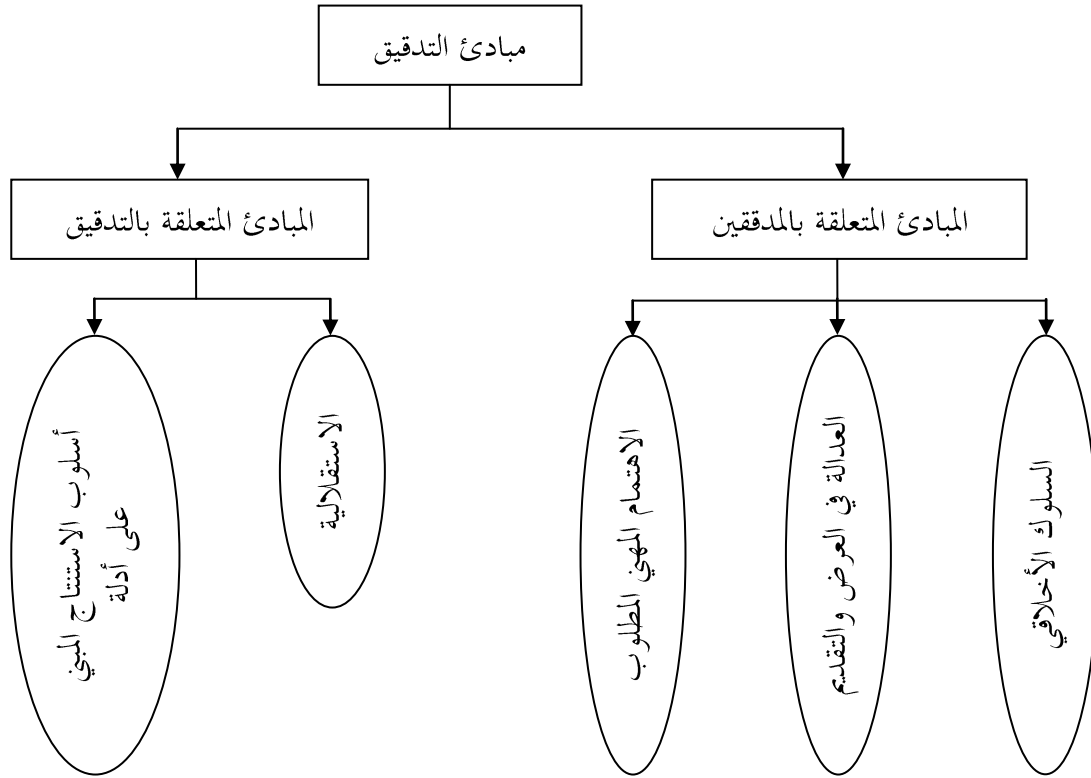 مبادئ التدقيق
المبادئ المتعلقة بالمدققين
المبادئ المتعلقة بالتدقيق
السلوك الأخلاقي
العدالة في العرض والتقديم
الاهتمام المهني المطلوب
الاستقلالية
أسلوب الاستنتاج المبني
على أدلة